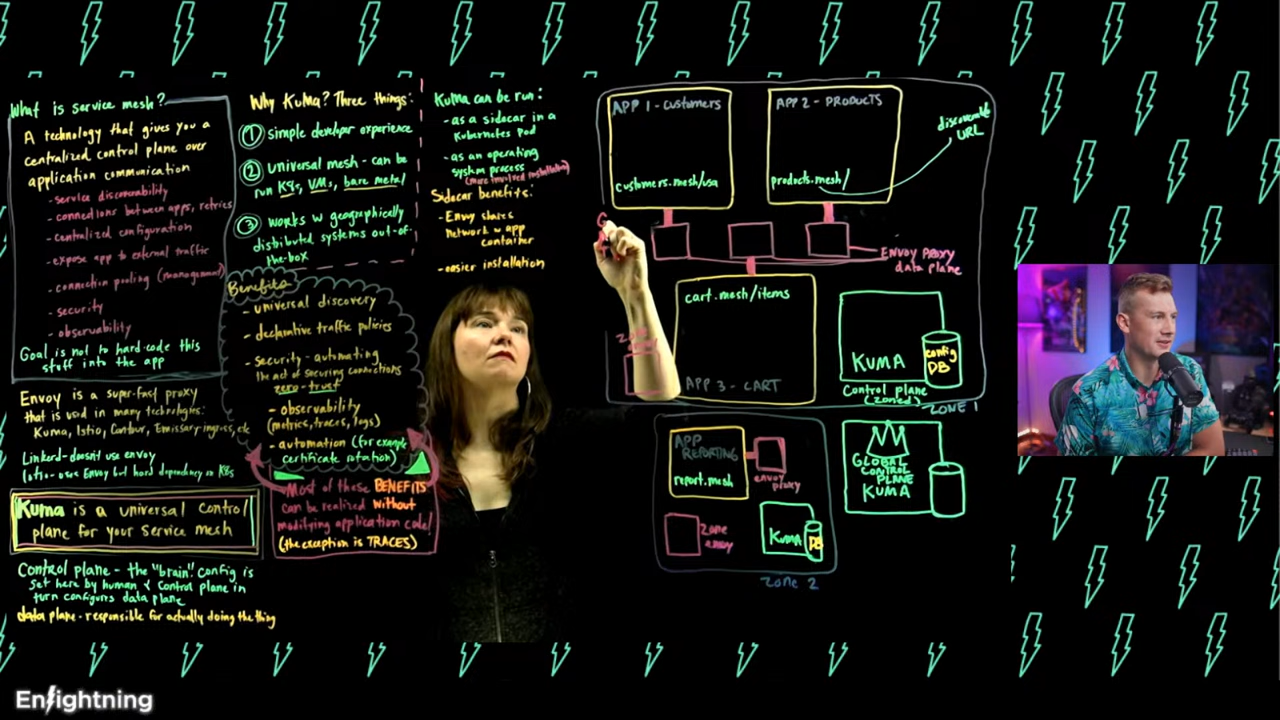 What is service mesh?
A technology that gives you a
centralized control plane over
application communication
- service discoverability
- connections between apps, retries
- centralized configuration
- expose app to external traffic
- connection pooling (management)
- security
- observability
Goal is not to hard-code this
stuff into the app
Envoy is a super-fast proxy
that is used in many technologies:
Kuma, Istio, Contour, Emissary-ingress, etc
Linkerd - doesn't use envoy
Istio - uses Envoy but hard dependency on K8s
Kuma is a universal control
plane for your service mesh
Control plane - the "brain". Config is
set here by human & control plane in
turn configures data plane
data plane - responsible for actually doing the thing
Why Kuma? Three things:
1 simple developer experience
2 universal mesh - can be
run K8s, VMs, bare metal
3 works w geographically
distributed systems out-of-
the-box
Benefits
- universal discovery
- declarative traffic policies
- security - automating
the act of securing connections
zero-trust
- observability
(metrics, traces, logs)
- automation (for example
certificate rotation)
Most of these BENEFITS
can be realized without
modifying application code!
(the exception is TRACES)
Kuma can be run:
- as a sidecar in a
Kubernetes pod
- as an operating
system process
(more involved installation)
Sidecar benefits:
- Envoy shares
network w app
container
- easier installation
APP 1 - CUSTOMERS
customers.mesh/usa
APP 2 - PRODUCTS
products.mesh/
discoverable
URL
ENVOY PROXY
data plane
cart.mesh/items
APP 3 - CART
KUMA
config
DB
Control plane
(zoned)
ZONE 1
APP
REPORTING
report.mesh
envoy
proxy
zone
envoy
KUMA
DB
ZONE 2
GLOBAL
CONTROL
PLANE
KUMA
Enlightning